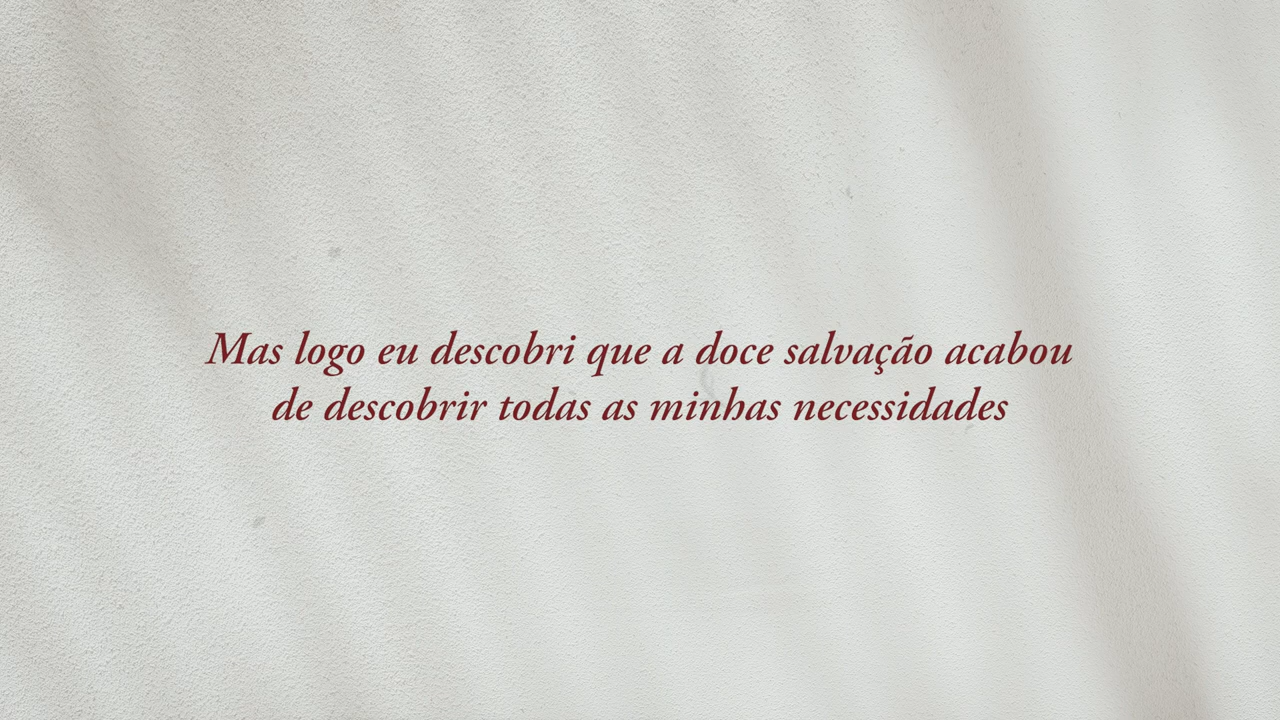 Mas logo eu descobri que a doce salvação acabou
de descobrir todas as minhas necessidades